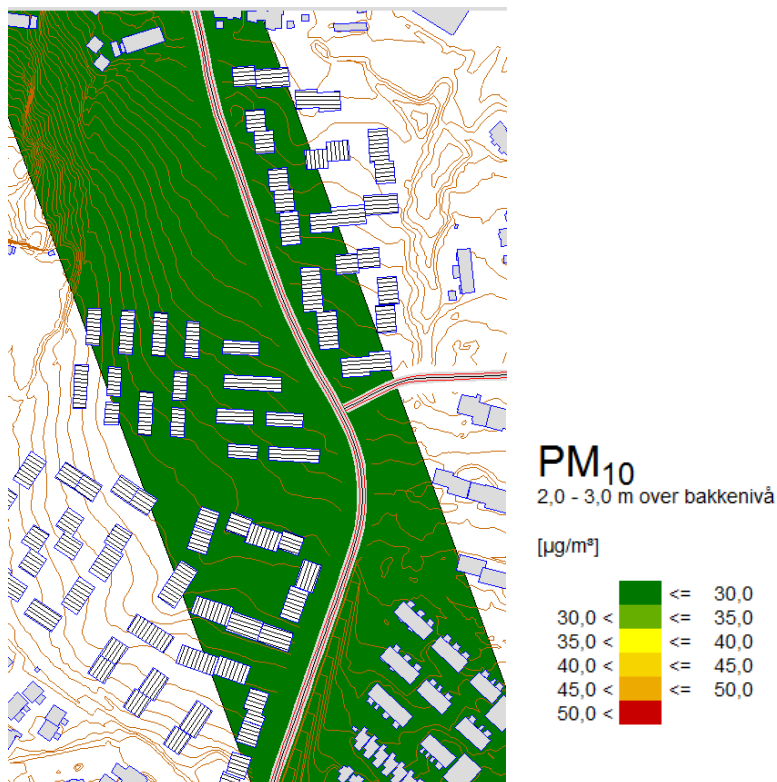 PM₁₀
2,0 - 3,0 m over bakkenivå
[µg/m³]
<= 30,0
30,0 < <= 35,0
35,0 < <= 40,0
40,0 < <= 45,0
45,0 < <= 50,0
50,0 <